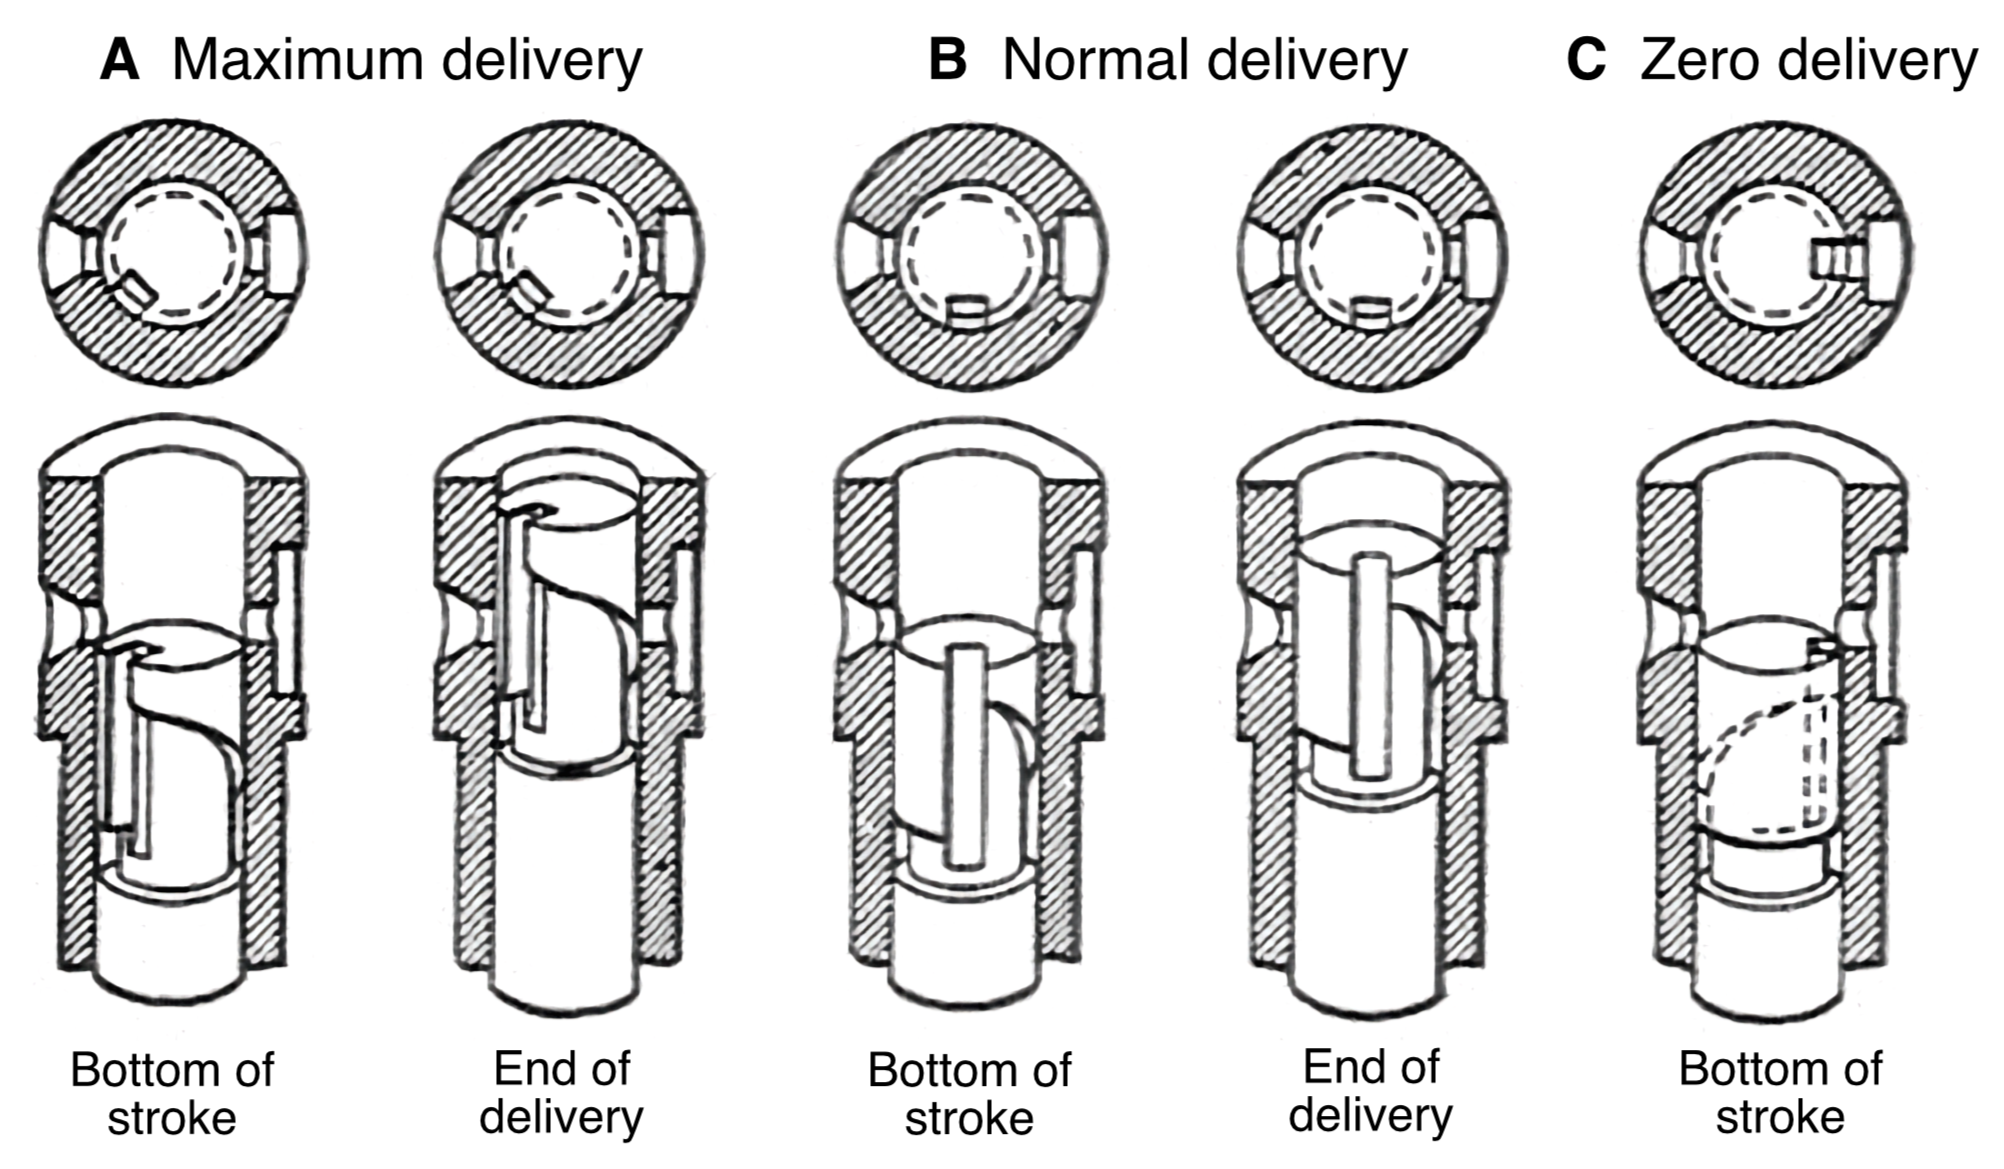 A Maximum delivery
B Normal delivery
C Zero delivery
Bottom of
stroke
End of
delivery
Bottom of
stroke
End of
delivery
Bottom of
stroke